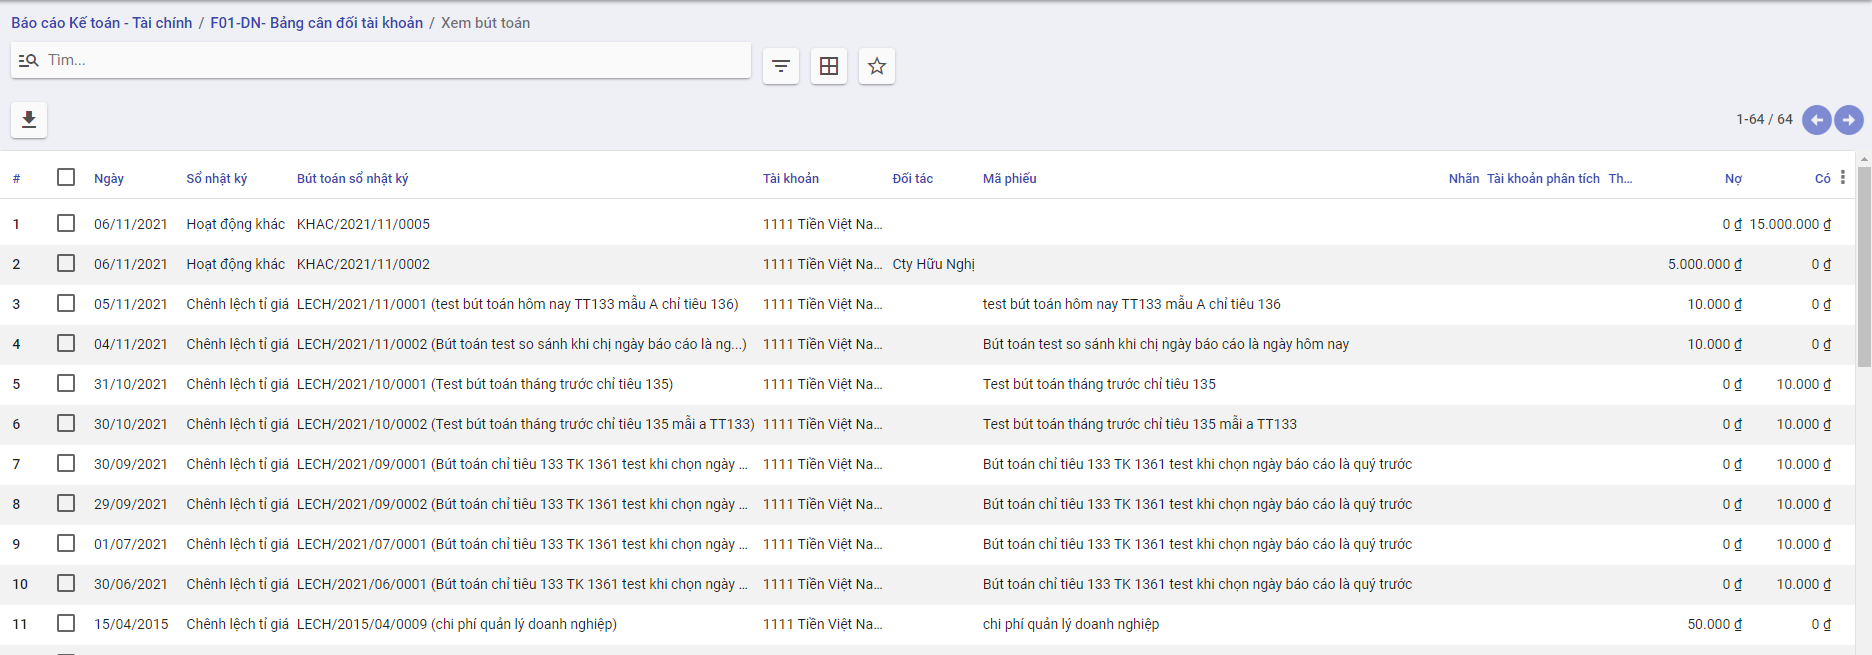 Báo cáo Kế toán - Tài chính / F01-DN- Bảng cân đối tài khoản / Xem bút toán
Tìm...
1-64 / 64
# Ngày Sổ nhật ký Bút toán sổ nhật ký Tài khoản Đối tác Mã phiếu Nhãn Tài khoản phân tích Th... Nợ Có
1 06/11/2021 Hoạt động khác KHAC/2021/11/0005 1111 Tiền Việt Na... 0 ₫ 15.000.000 ₫
2 06/11/2021 Hoạt động khác KHAC/2021/11/0002 1111 Tiền Việt Na... Cty Hữu Nghị 5.000.000 ₫ 0 ₫
3 05/11/2021 Chênh lệch tỉ giá LECH/2021/11/0001 (test bút toán hôm nay TT133 mẫu A chỉ tiêu 136) 1111 Tiền Việt Na... test bút toán hôm nay TT133 mẫu A chỉ tiêu 136 10.000 ₫ 0 ₫
4 04/11/2021 Chênh lệch tỉ giá LECH/2021/11/0002 (Bút toán test so sánh khi chị ngày báo cáo là ng...) 1111 Tiền Việt Na... Bút toán test so sánh khi chị ngày báo cáo là ngày hôm nay 10.000 ₫ 0 ₫
5 31/10/2021 Chênh lệch tỉ giá LECH/2021/10/0001 (Test bút toán tháng trước chỉ tiêu 135) 1111 Tiền Việt Na... Test bút toán tháng trước chỉ tiêu 135 0 ₫ 10.000 ₫
6 30/10/2021 Chênh lệch tỉ giá LECH/2021/10/0002 (Test bút toán tháng trước chỉ tiêu 135 mẫi a TT133) 1111 Tiền Việt Na... Test bút toán tháng trước chỉ tiêu 135 mẫi a TT133 0 ₫ 10.000 ₫
7 30/09/2021 Chênh lệch tỉ giá LECH/2021/09/0001 (Bút toán chỉ tiêu 133 TK 1361 test khi chọn ngày ... 1111 Tiền Việt Na... Bút toán chỉ tiêu 133 TK 1361 test khi chọn ngày báo cáo là quý trước 0 ₫ 10.000 ₫
8 29/09/2021 Chênh lệch tỉ giá LECH/2021/09/0002 (Bút toán chỉ tiêu 133 TK 1361 test khi chọn ngày ... 1111 Tiền Việt Na... Bút toán chỉ tiêu 133 TK 1361 test khi chọn ngày báo cáo là quý trước 0 ₫ 10.000 ₫
9 01/07/2021 Chênh lệch tỉ giá LECH/2021/07/0001 (Bút toán chỉ tiêu 133 TK 1361 test khi chọn ngày ... 1111 Tiền Việt Na... Bút toán chỉ tiêu 133 TK 1361 test khi chọn ngày báo cáo là quý trước 0 ₫ 10.000 ₫
10 30/06/2021 Chênh lệch tỉ giá LECH/2021/06/0001 (Bút toán chỉ tiêu 133 TK 1361 test khi chọn ngày ... 1111 Tiền Việt Na... Bút toán chỉ tiêu 133 TK 1361 test khi chọn ngày báo cáo là quý trước 0 ₫ 10.000 ₫
11 15/04/2015 Chênh lệch tỉ giá LECH/2015/04/0009 (chi phí quản lý doanh nghiệp) 1111 Tiền Việt Na... chi phí quản lý doanh nghiệp 50.000 ₫ 0 ₫